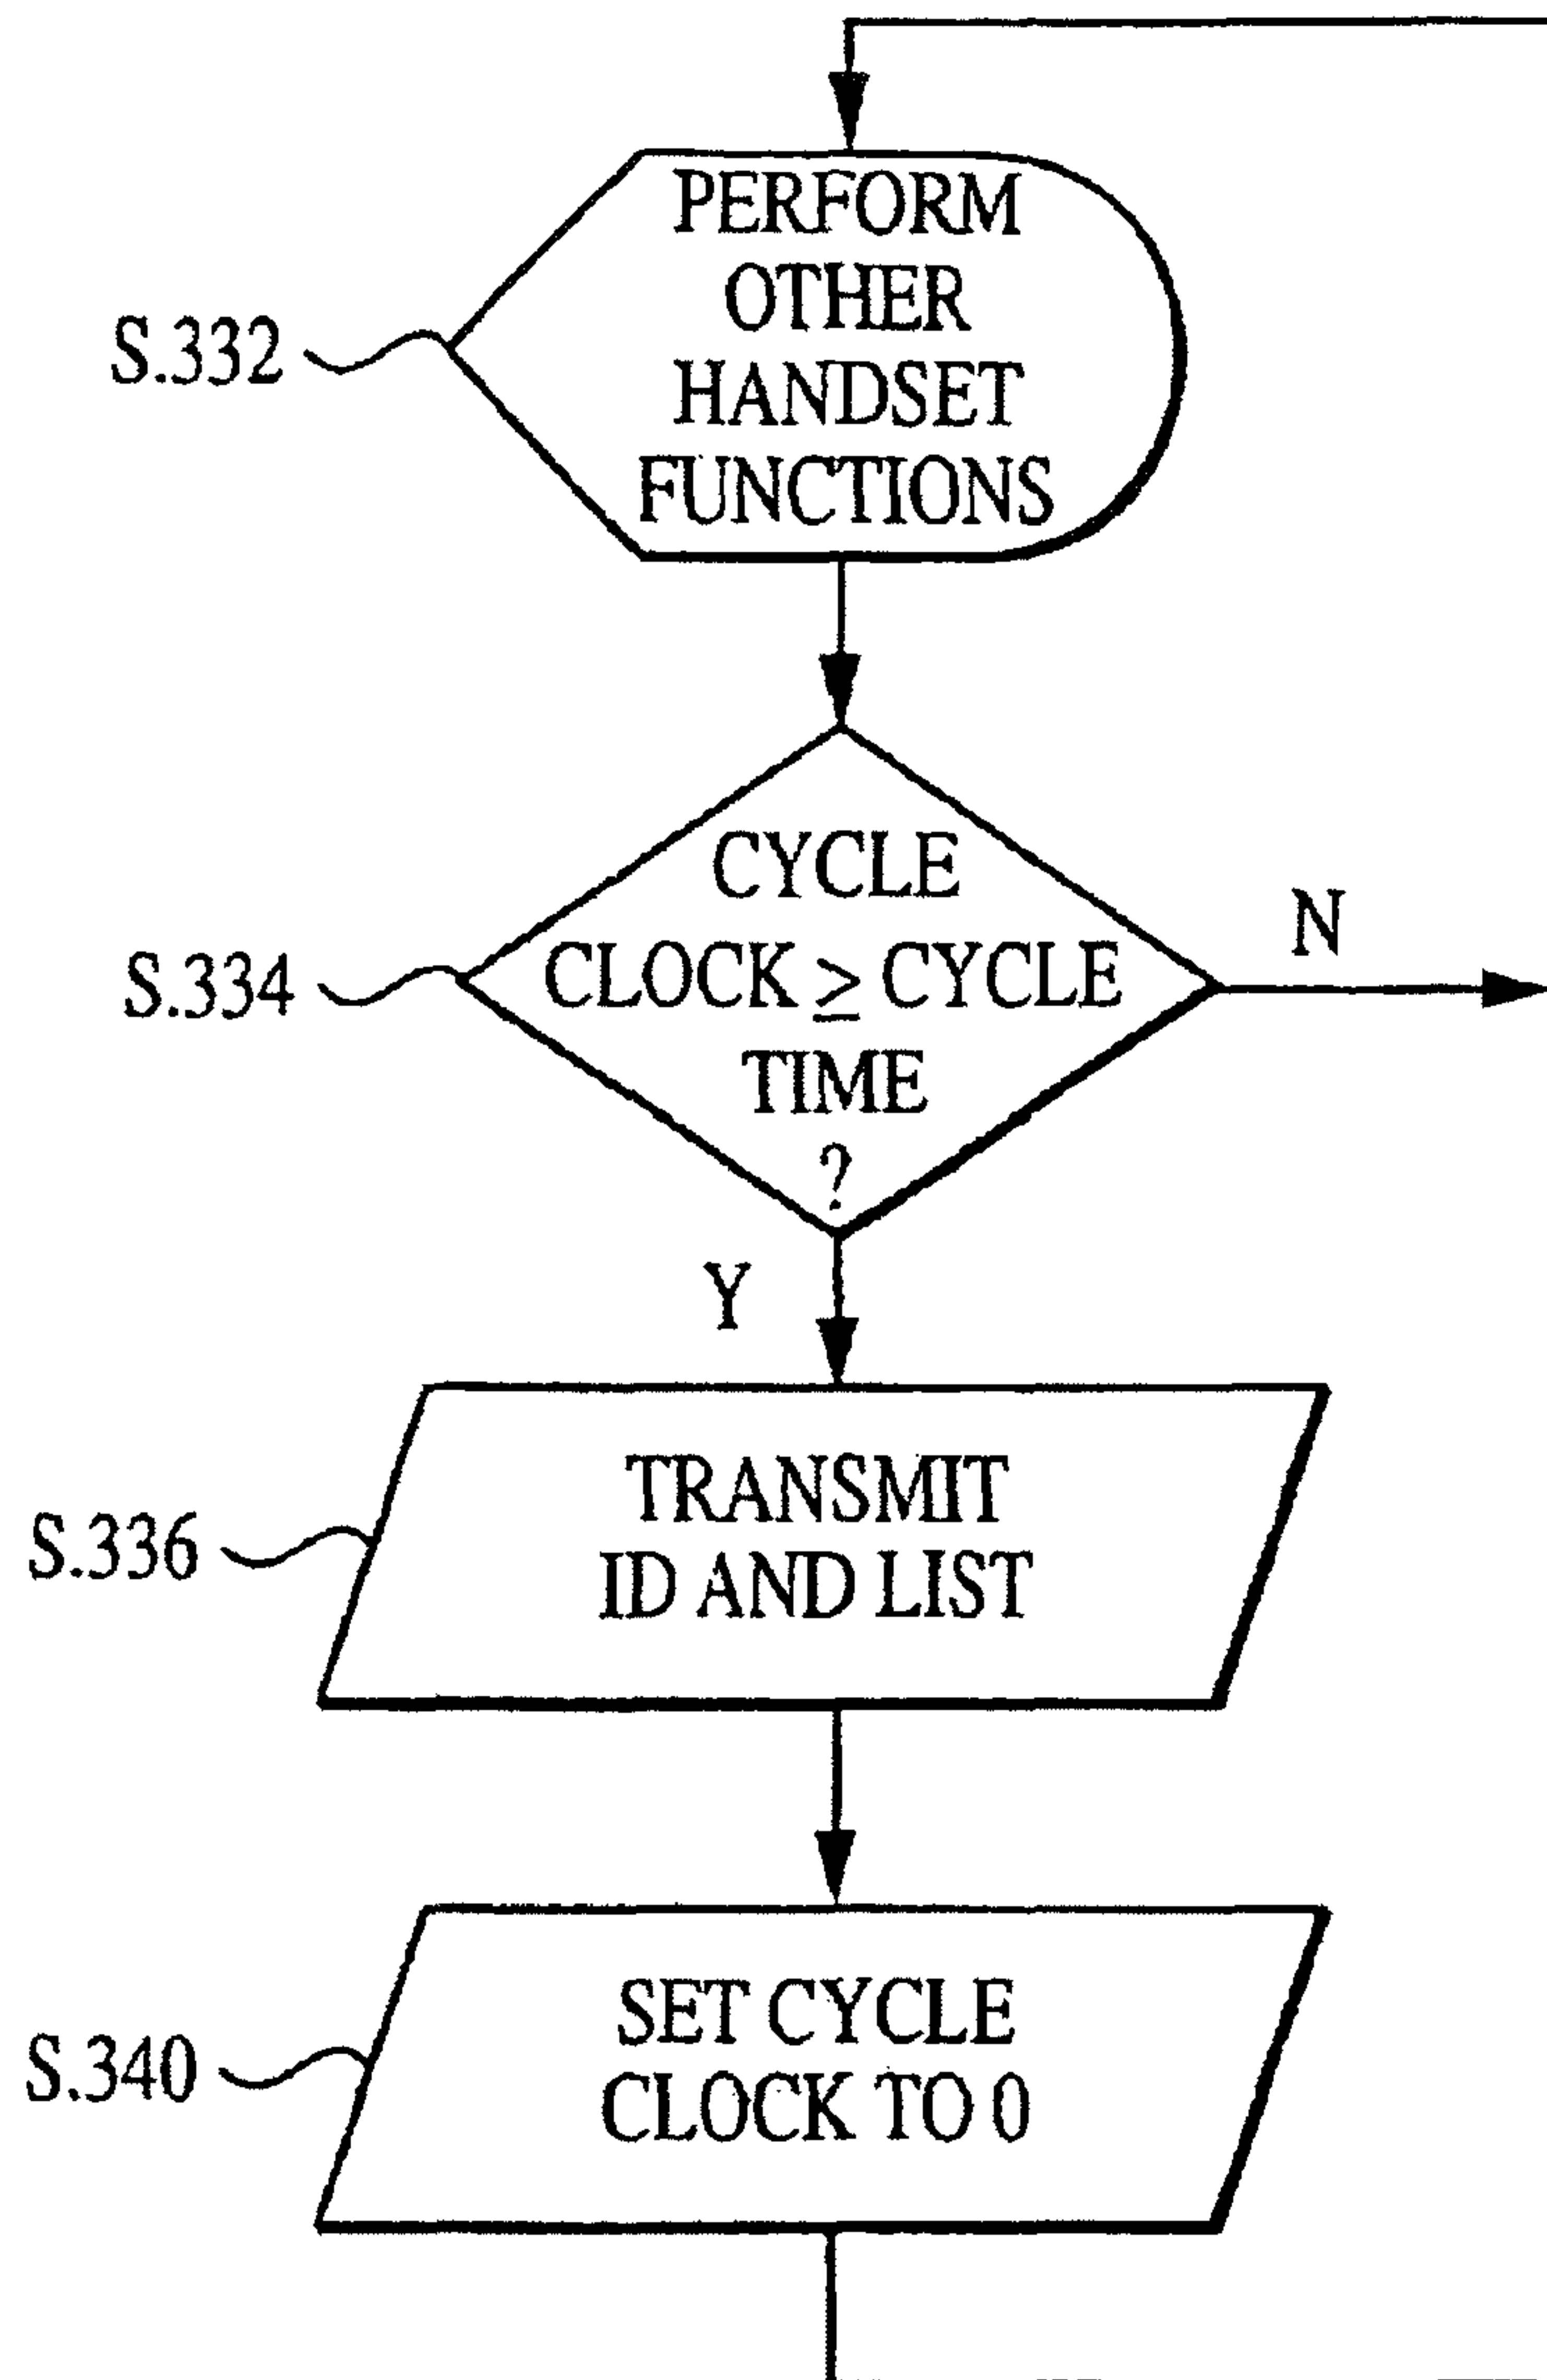 PERFORM
OTHER
HANDSET
FUNCTIONS
S.332
CYCLE
CLOCK ≥ CYCLE
TIME
?
S.334
N
Y
TRANSMIT
ID AND LIST
S.336
SET CYCLE
CLOCK TO 0
S.340